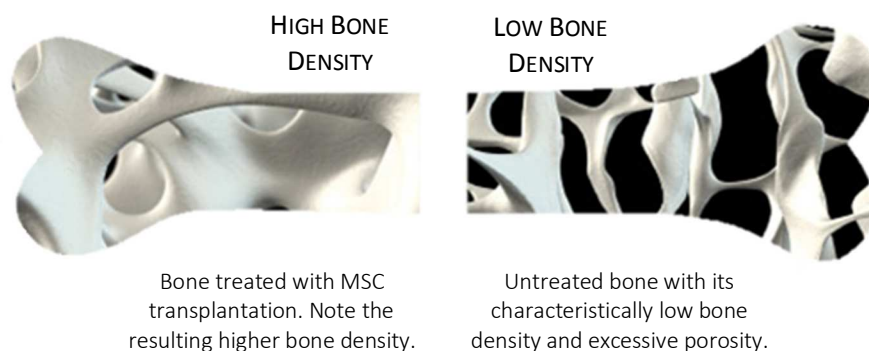 HIGH BONE
DENSITY
LOW BONE
DENSITY
Bone treated with MSC
transplantation. Note the
resulting higher bone density.
Untreated bone with its
characteristically low bone
density and excessive porosity.